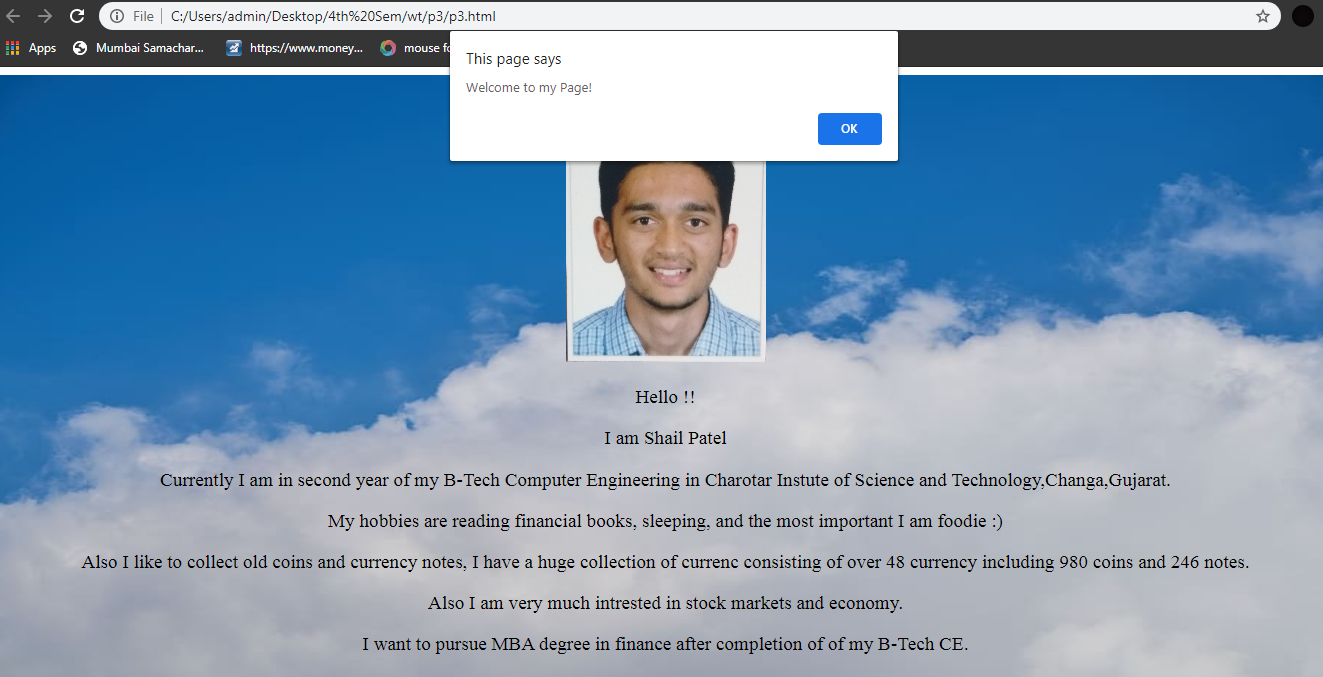 File C:/Users/admin/Desktop/4th%20Sem/wt/p3/p3.html
Apps Mumbai Samachar... https://www.money... mouse fo
This page says
Welcome to my Page!
OK
Hello !!
I am Shail Patel
Currently I am in second year of my B-Tech Computer Engineering in Charotar Instute of Science and Technology,Changa,Gujarat.
My hobbies are reading financial books, sleeping, and the most important I am foodie :)
Also I like to collect old coins and currency notes, I have a huge collection of currenc consisting of over 48 currency including 980 coins and 246 notes.
Also I am very much intrested in stock markets and economy.
I want to pursue MBA degree in finance after completion of of my B-Tech CE.